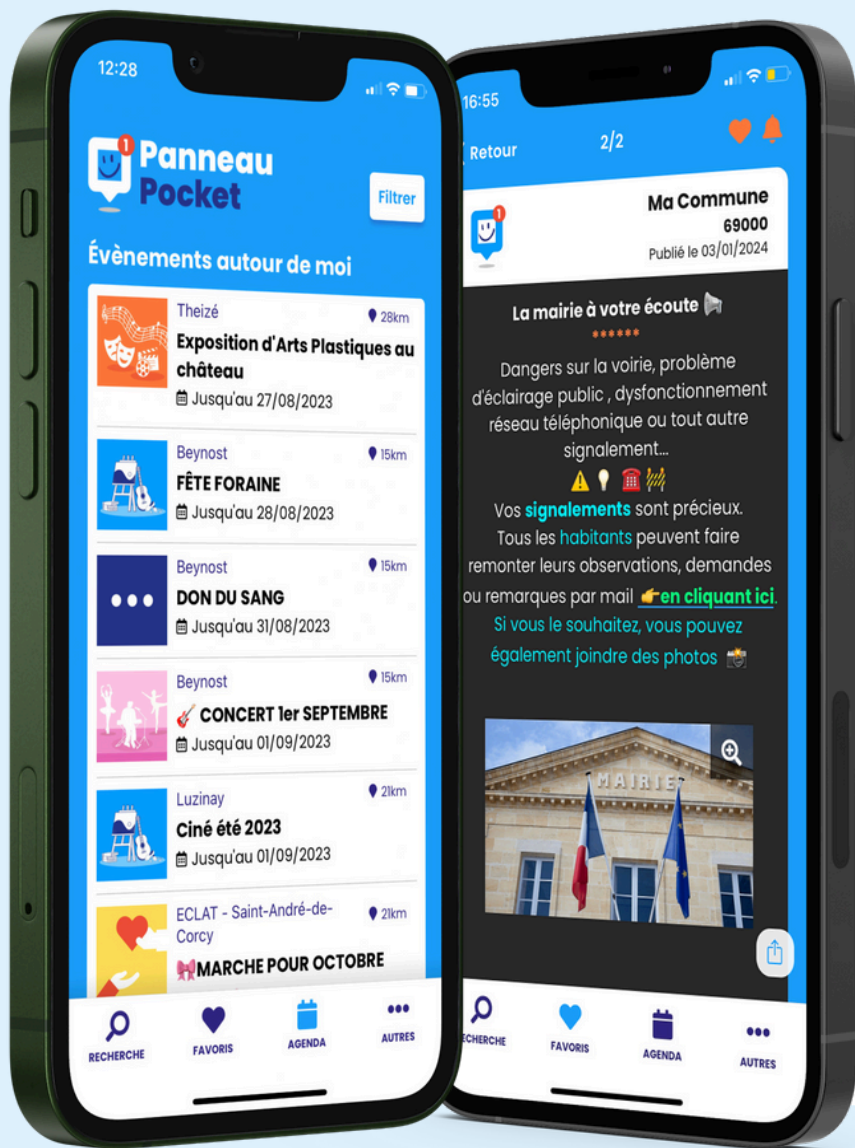 12:28
1
Panneau
Pocket
Filtrer
Évènements autour de moi
Theizé
28km
Exposition d'Arts Plastiques au
château
Jusqu'au 27/08/2023
Beynost
15km
FÊTE FORAINE
Jusqu'au 28/08/2023
Beynost
15km
DON DU SANG
Jusqu'au 31/08/2023
Beynost
15km
CONCERT 1er SEPTEMBRE
Jusqu'au 01/09/2023
Luzinay
21km
Ciné été 2023
Jusqu'au 01/09/2023
ECLAT - Saint-André-de-
Corcy
21km
MARCHE POUR OCTOBRE
RECHERCHE
FAVORIS
AGENDA
AUTRES
16:55
Retour
2/2
1
Ma Commune
69000
Publié le 03/01/2024
La mairie à votre écoute
******
Dangers sur la voirie, problème
d'éclairage public , dysfonctionnement
réseau téléphonique ou tout autre
signalement...
Vos signalements sont précieux.
Tous les habitants peuvent faire
remonter leurs observations, demandes
ou remarques par mail 👉en cliquant ici.
Si vous le souhaitez, vous pouvez
également joindre des photos
MAIRIE
ECHERCHE
FAVORIS
AGENDA
AUTRES